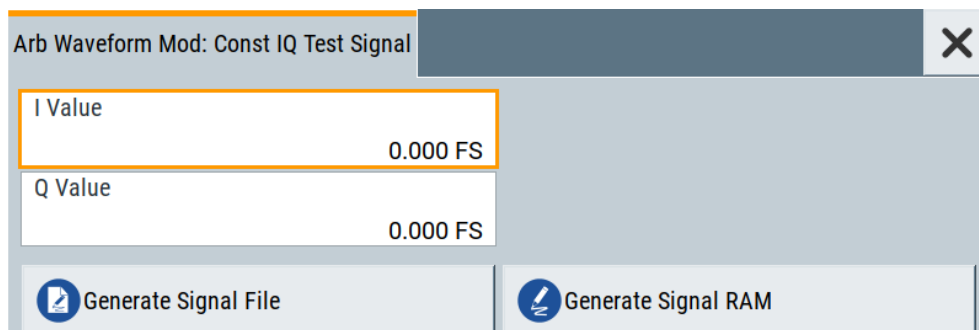 Arb Waveform Mod: Const IQ Test Signal
I Value
0.000 FS
Q Value
0.000 FS
Generate Signal File
Generate Signal RAM